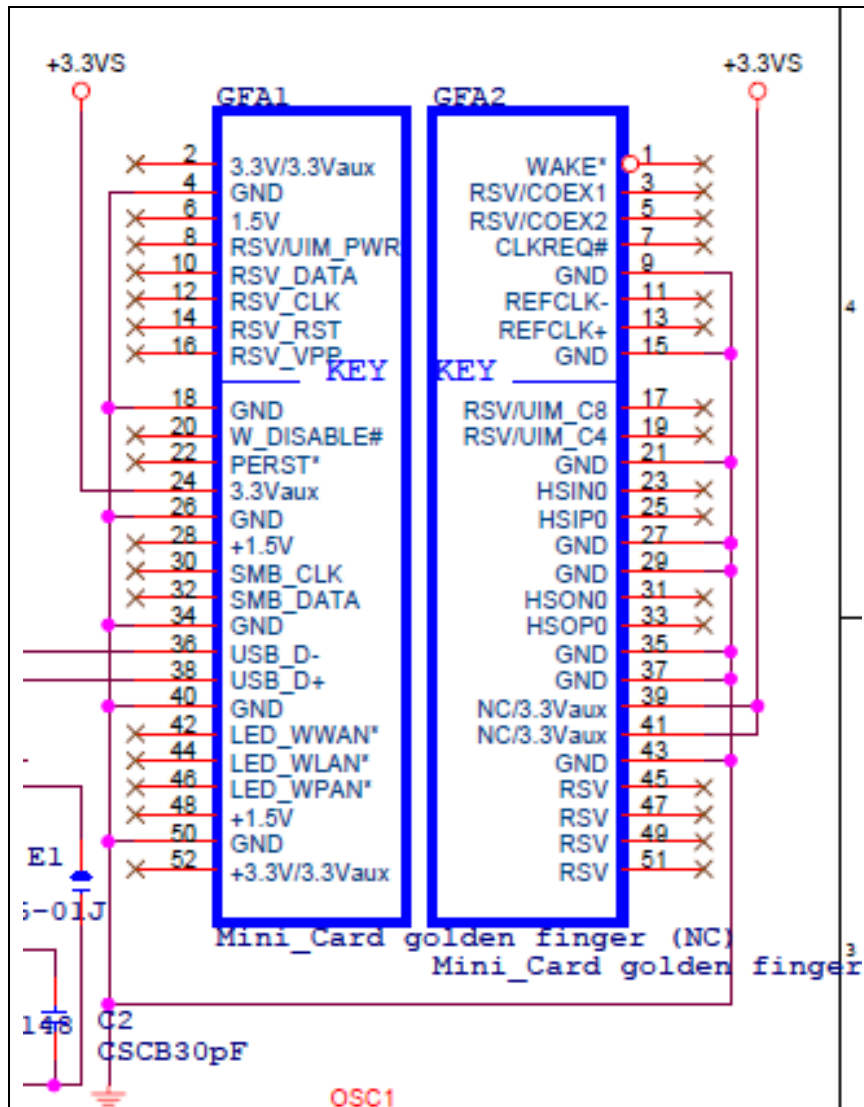 +3.3VS
+3.3VS
GFA1
GFA2
2 3.3V/3.3Vaux
4 GND
6 1.5V
8 RSV/UIM_PWR
10 RSV_DATA
12 RSV_CLK
14 RSV_RST
16 RSV_VPP
KEY
18 GND
20 W_DISABLE#
22 PERST*
24 3.3Vaux
26 GND
28 +1.5V
30 SMB_CLK
32 SMB_DATA
34 GND
36 USB_D-
38 USB_D+
40 GND
42 LED_WWAN*
44 LED_WLAN*
46 LED_WPAN*
48 +1.5V
50 GND
52 +3.3V/3.3Vaux
WAKE* 1
RSV/COEX1 3
RSV/COEX2 5
CLKREQ# 7
GND 9
REFCLK- 11
REFCLK+ 13
GND 15
KEY
RSV/UIM_C8 17
RSV/UIM_C4 19
GND 21
HSIN0 23
HSIP0 25
GND 27
GND 29
HSON0 31
HSOP0 33
GND 35
GND 37
NC/3.3Vaux 39
NC/3.3Vaux 41
GND 43
RSV 45
RSV 47
RSV 49
RSV 51
4
3
Mini_Card golden finger (NC)
Mini_Card golden finger
E1
-01J
148
C2
CSCB30pF
OSC1